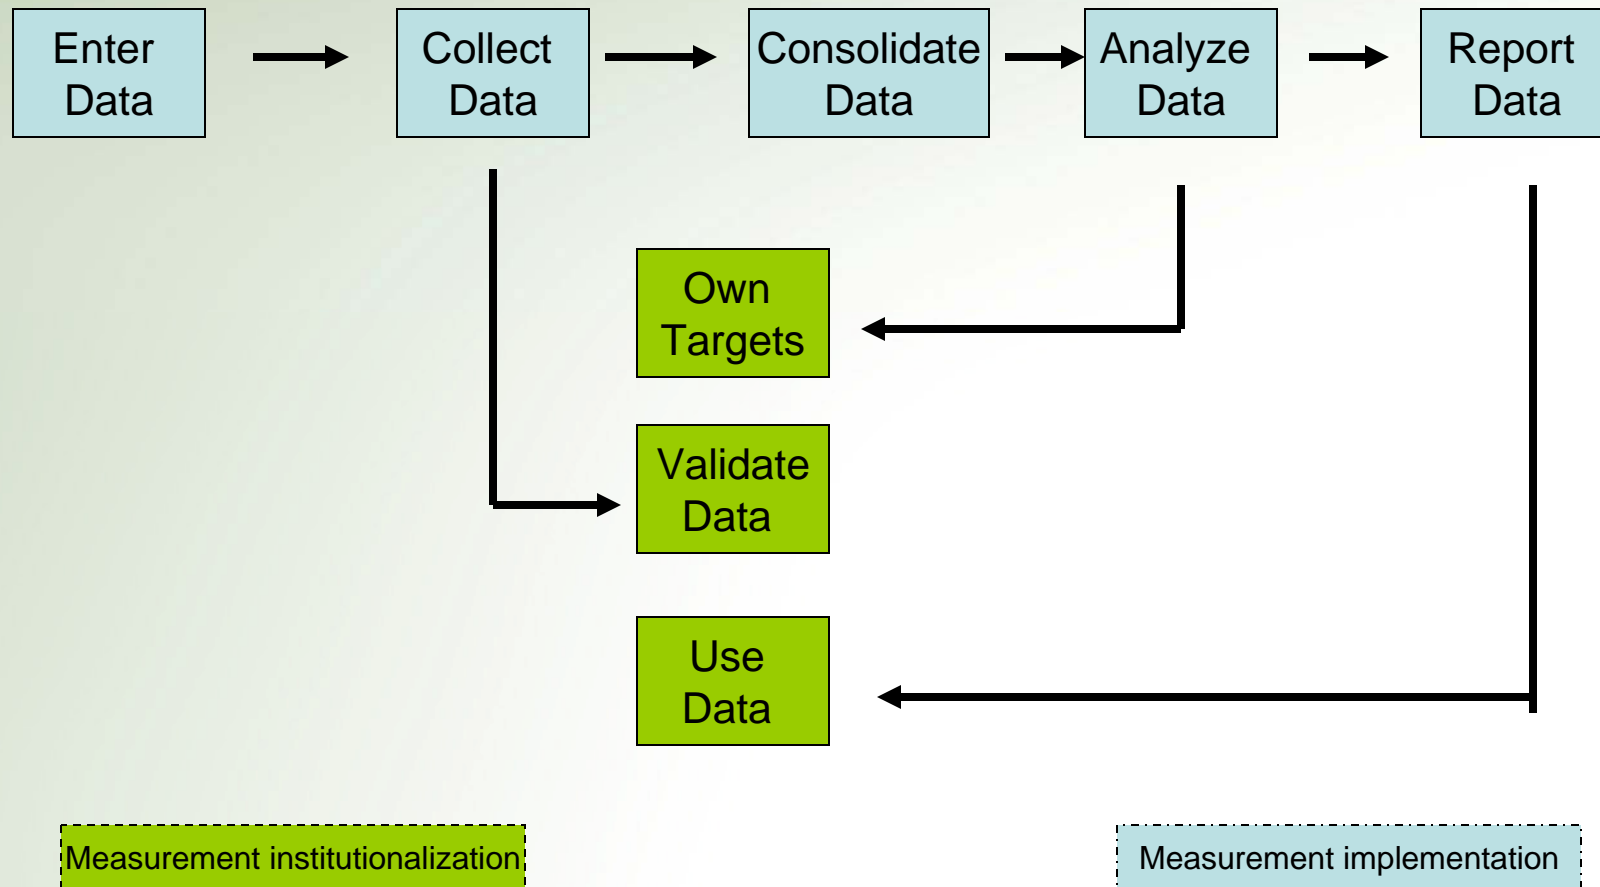 Enter
Data
Collect
Data
Consolidate
Data
Analyze
Data
Report
Data
Own
Targets
Validate
Data
Use
Data
Measurement institutionalization
Measurement implementation